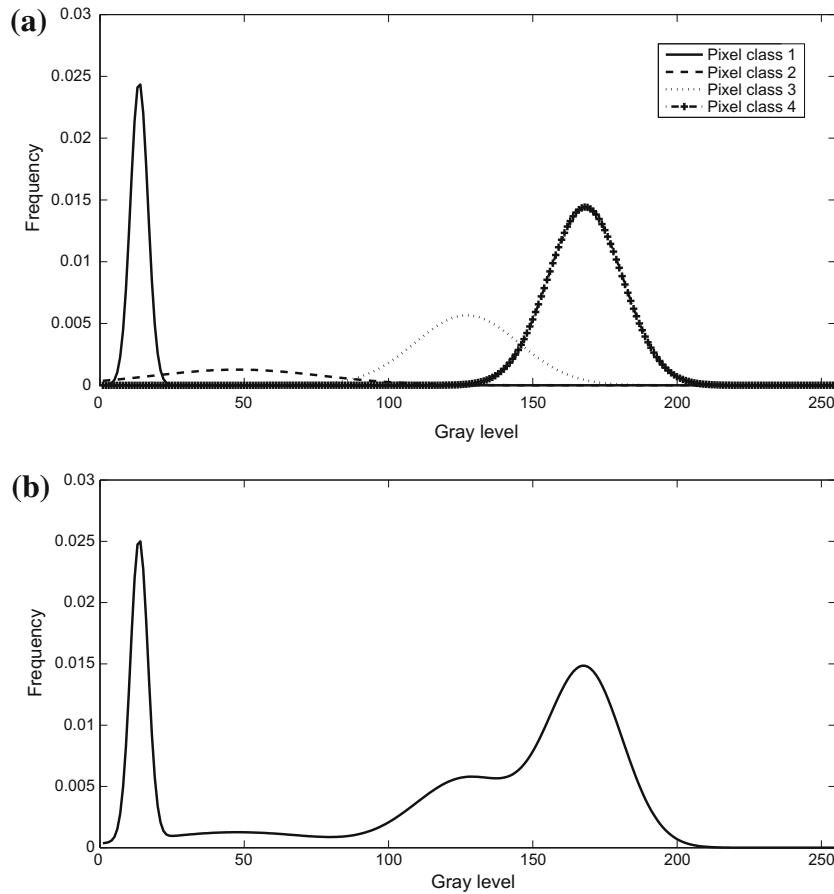 (a)
0.03
0.025
0.02
0.015
0.01
0.005
0
Frequency
Pixel class 1
Pixel class 2
Pixel class 3
Pixel class 4
0 50 100 150 200 250
Gray level
(b)
0.03
0.025
0.02
0.015
0.01
0.005
0
Frequency
0 50 100 150 200 250
Gray level